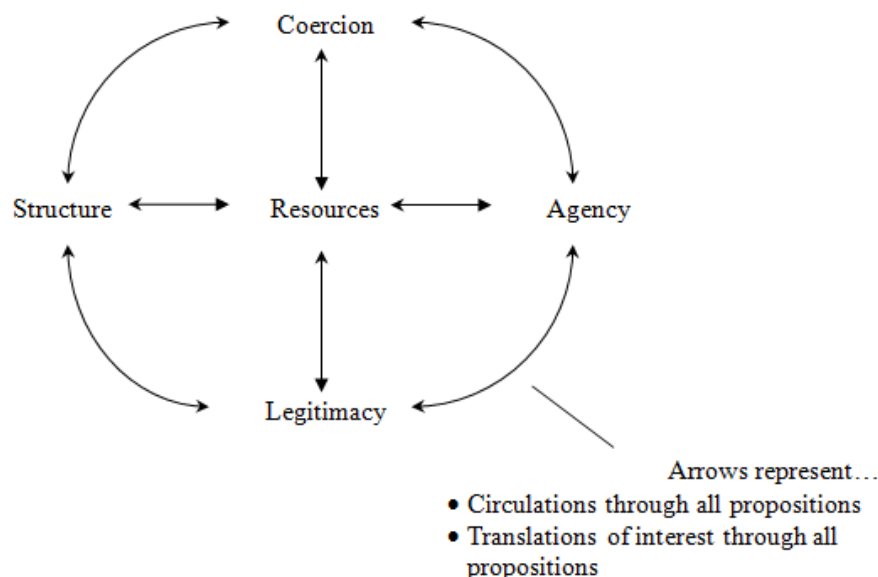 Coercion
Structure Resources Agency
Legitimacy
Arrows represent…
• Circulations through all propositions
• Translations of interest through all
propositions